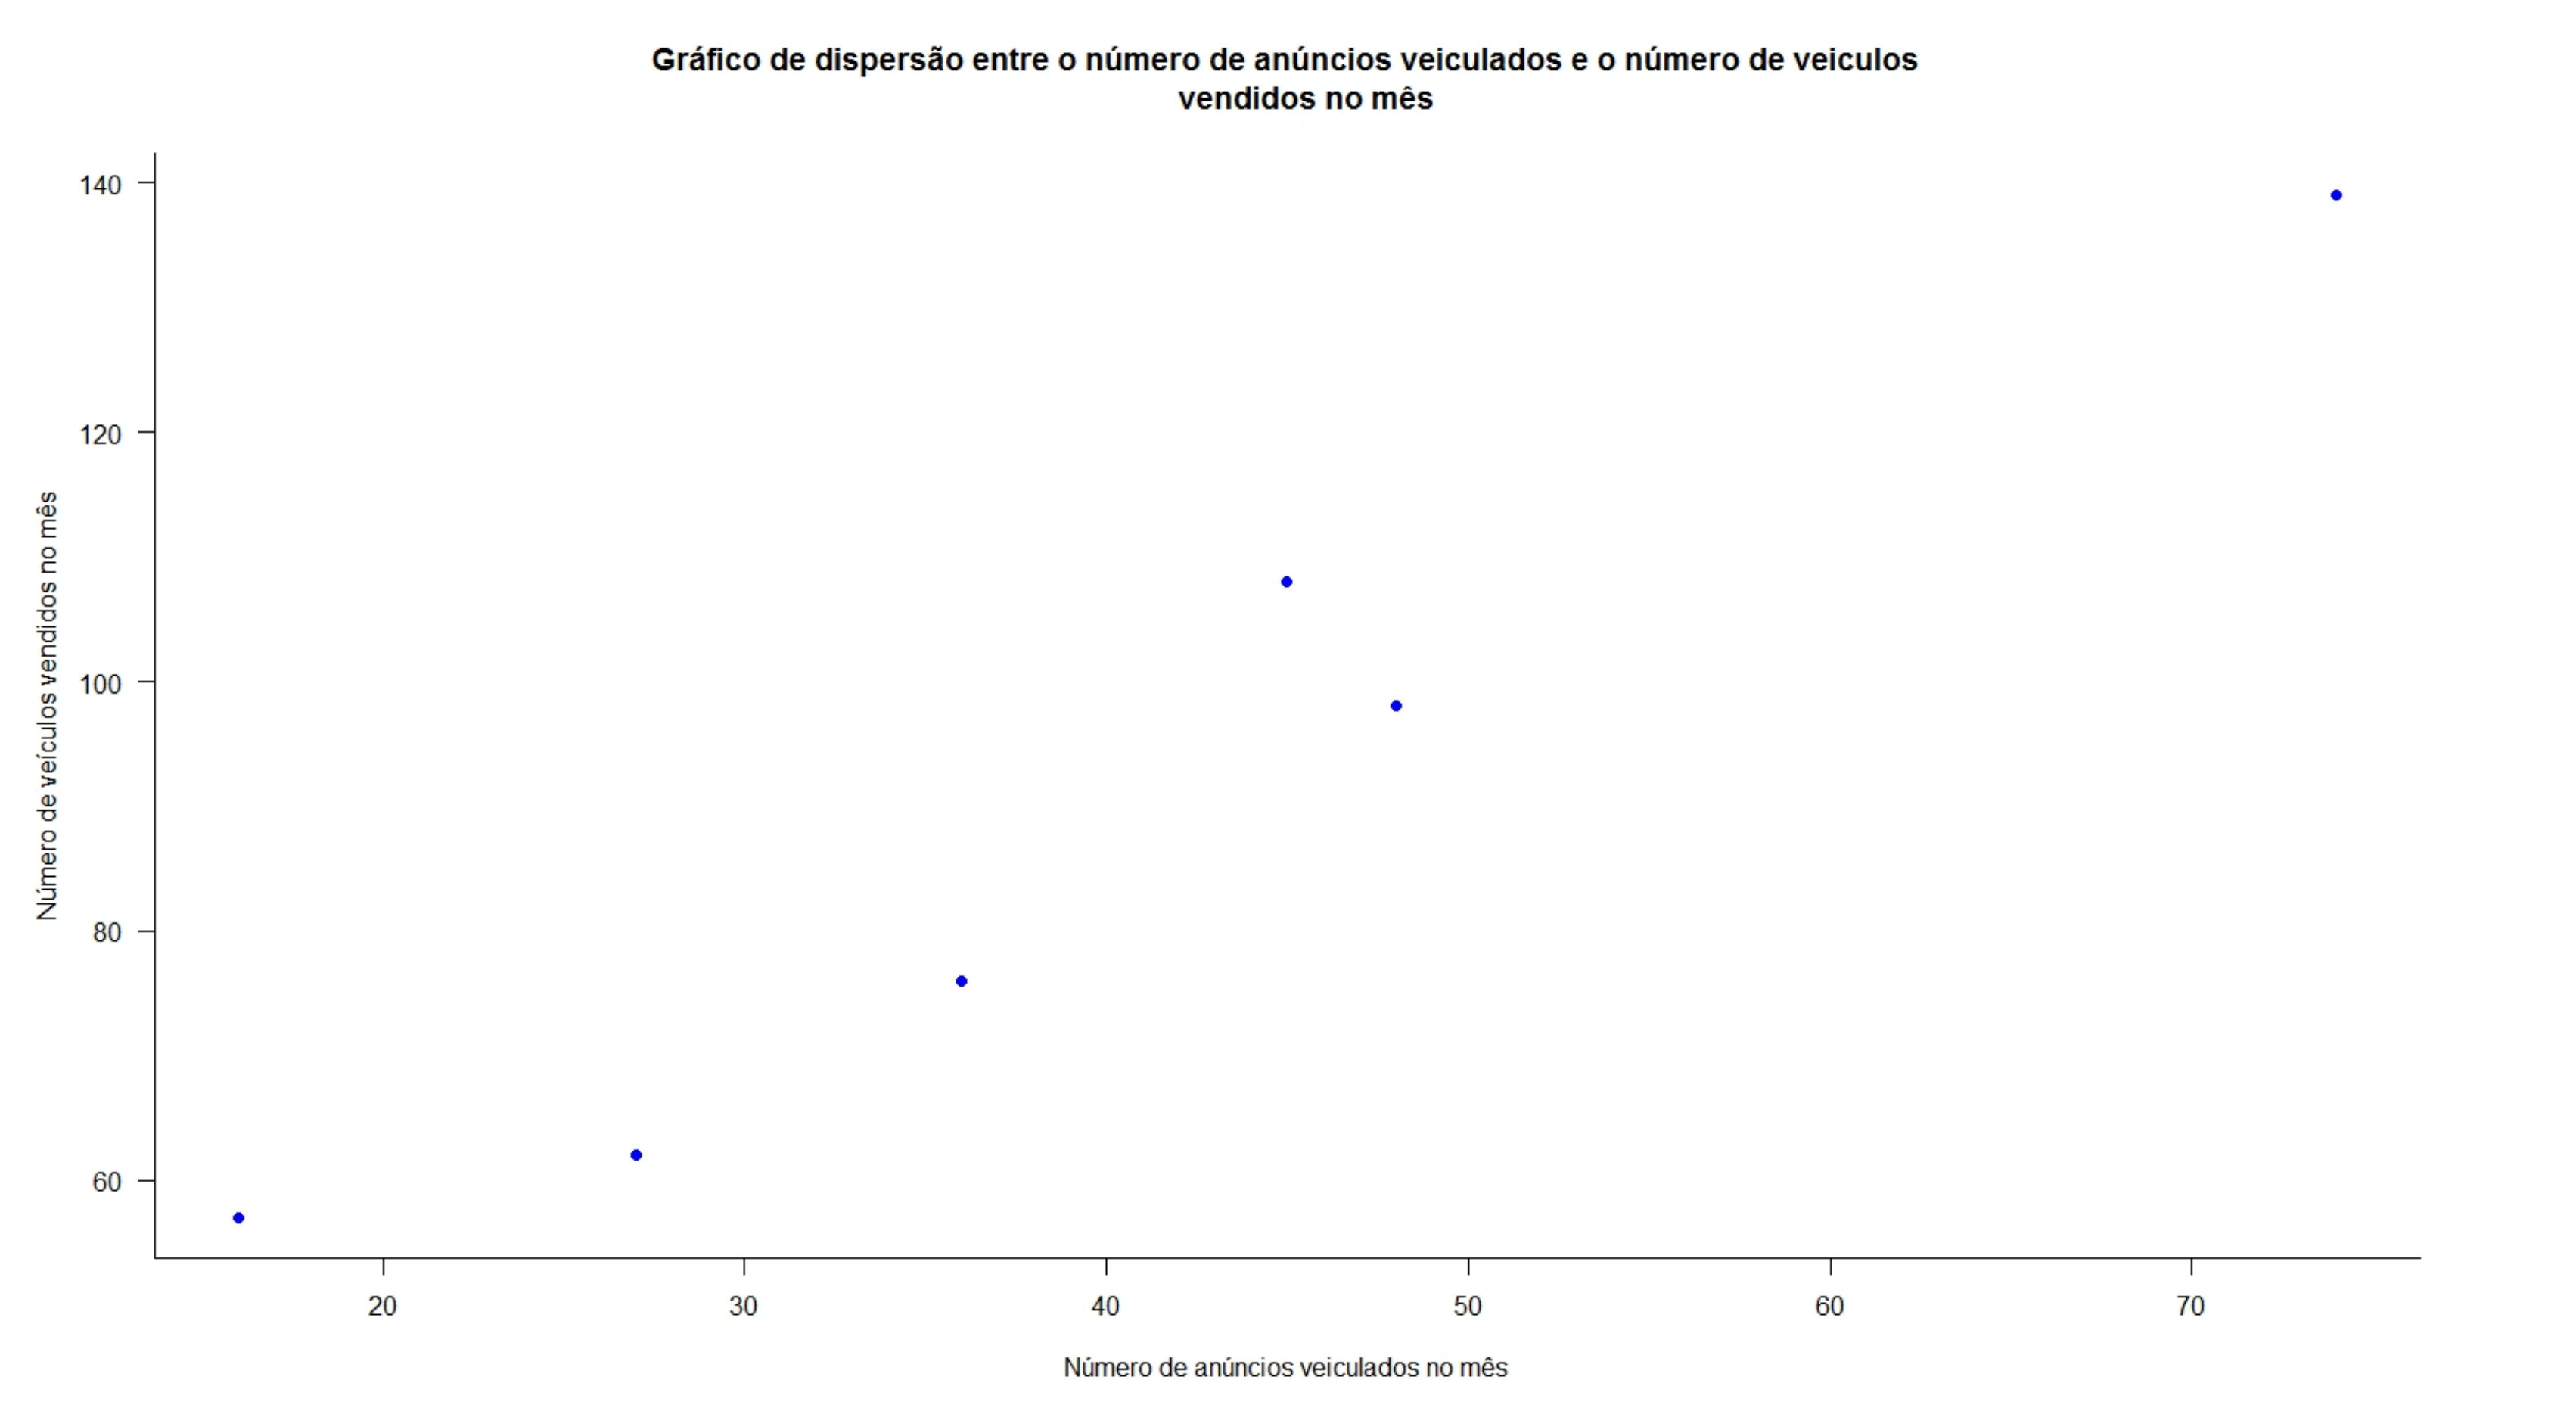 Gráfico de dispersão entre o número de anúncios veiculados e o número de veiculos
vendidos no mês
140
120
100
80
60
Número de veículos vendidos no mês
20 30 40 50 60 70
Número de anúncios veiculados no mês